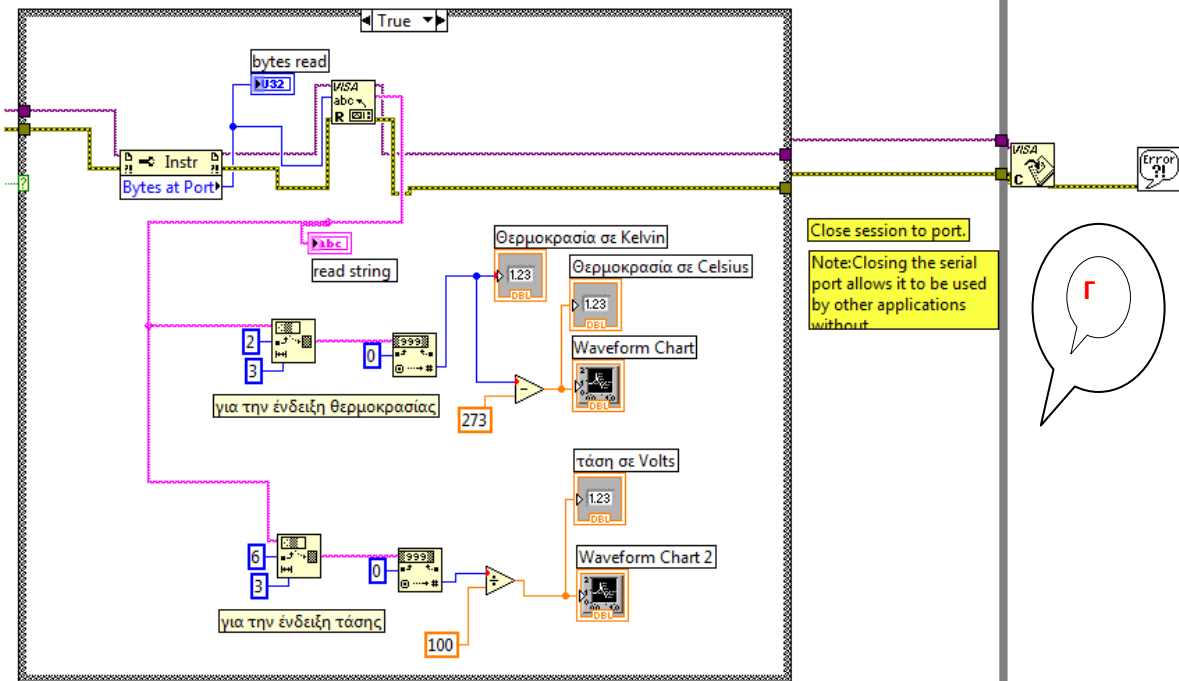 True
bytes read
U32
VISA
abc
R
Instr
Bytes at Port
abc
read string
Θερμοκρασία σε Kelvin
1.23
DBL
Θερμοκρασία σε Celsius
1.23
DBL
Waveform Chart
DBL
2
3
999
0
για την ένδειξη θερμοκρασίας
273
τάση σε Volts
1.23
DBL
Waveform Chart 2
DBL
6
3
999
0
για την ένδειξη τάσης
100
?
VISA
C
Error
?!
Close session to port.
Note:Closing the serial
port allows it to be used
by other applications
without
Γ